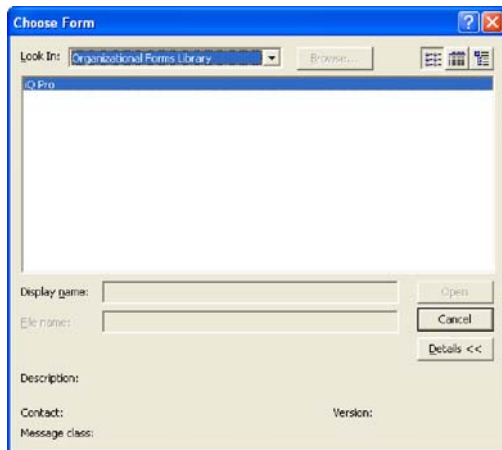 Choose Form
Look In: Organizational Forms Library Browse...
iQ Pro
Display name: Open
File name: Cancel
Details <<
Description:
Contact: Version:
Message class: